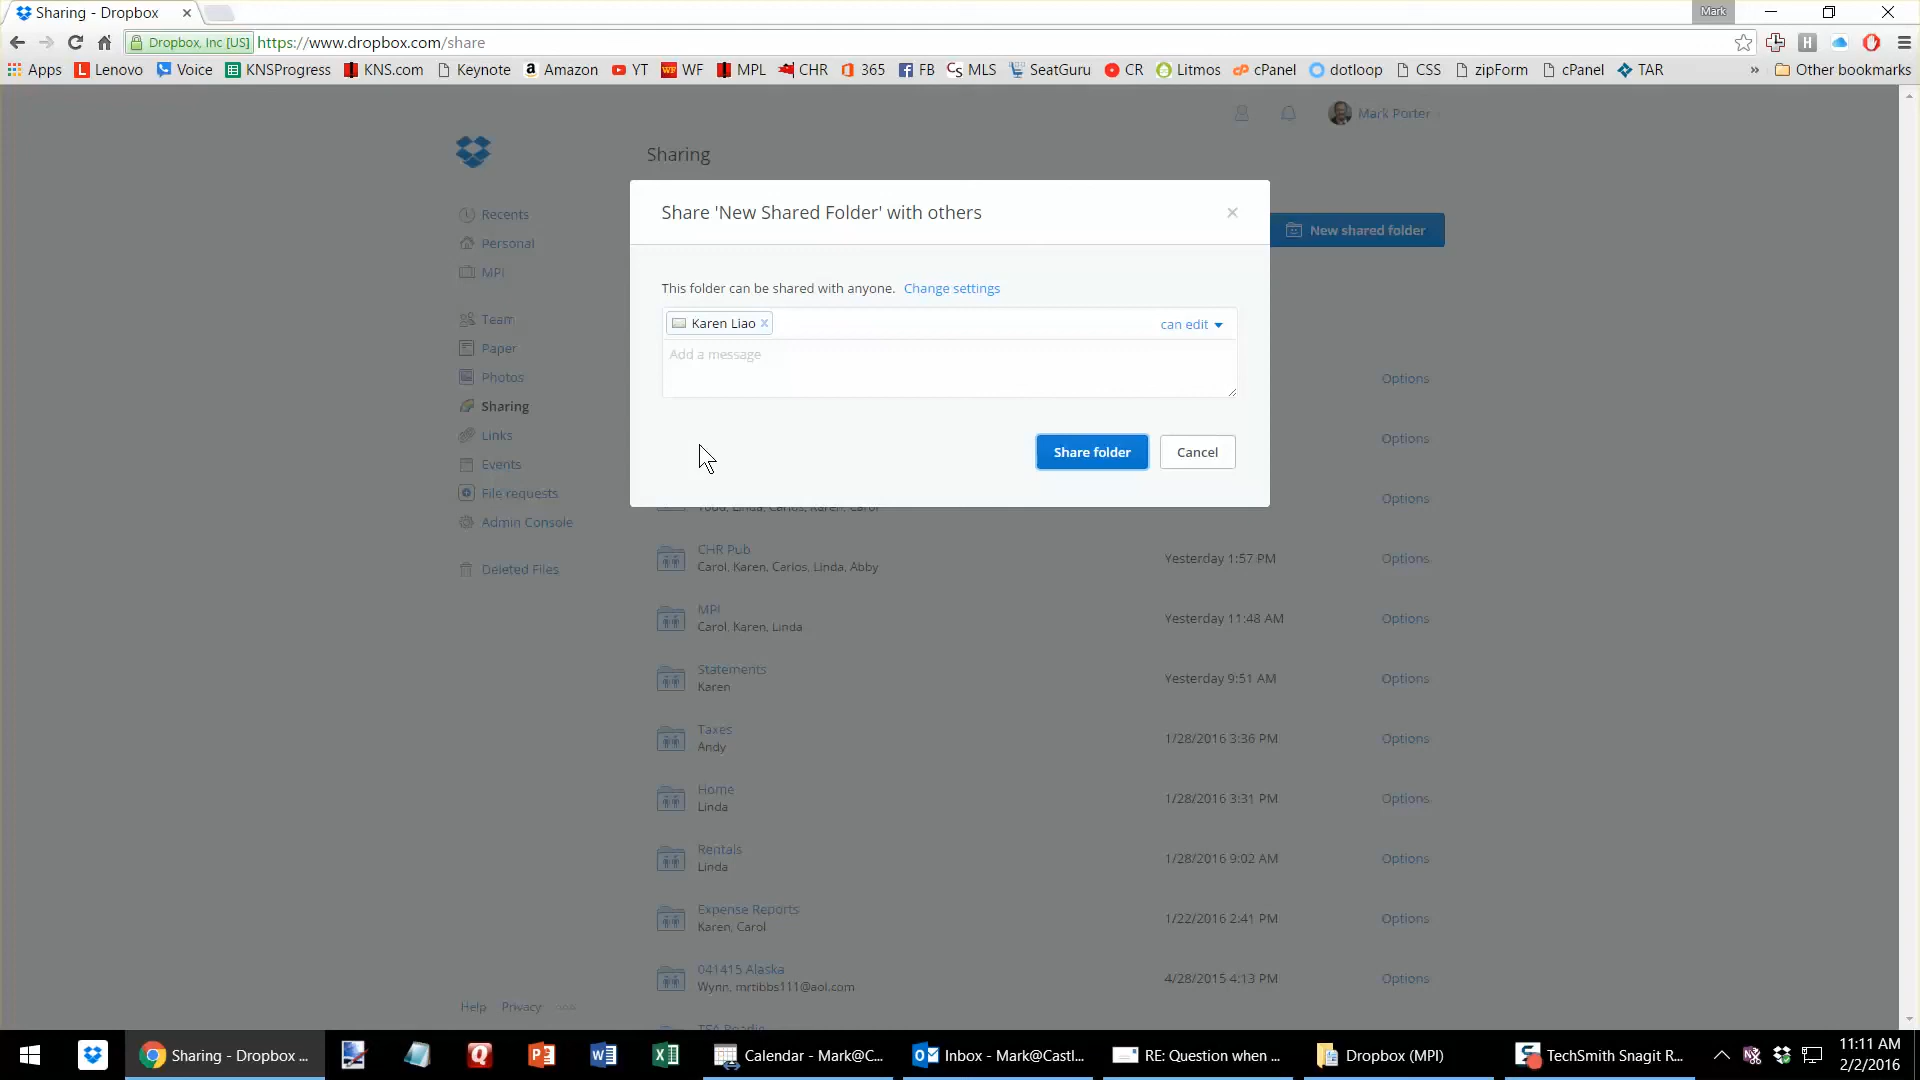 Sharing - Dropbox
Mark
Dropbox, Inc [US] https://www.dropbox.com/share
Apps Lenovo Voice KNSProgress KNS.com Keynote Amazon YT WF MPL CHR 365 FB MLS SeatGuru CR Litmos cPanel dotloop CSS zipForm cPanel TAR » Other bookmarks
Mark Porter
Sharing
Share 'New Shared Folder' with others
New shared folder
This folder can be shared with anyone. Change settings
Karen Liao x can edit
Add a message
Share folder Cancel
Recents
Personal
MPI
Team
Paper
Photos
Sharing
Links
Events
File requests
Admin Console
Deleted Files
Options
Options
Options
Todd, Linda, Carlos, Karen, Carol
CHR Pub
Carol, Karen, Carlos, Linda, Abby
Yesterday 1:57 PM Options
MPI
Carol, Karen, Linda
Yesterday 11:48 AM Options
Statements
Karen
Yesterday 9:51 AM Options
Taxes
Andy
1/28/2016 3:36 PM Options
Home
Linda
1/28/2016 3:31 PM Options
Rentals
Linda
1/28/2016 9:02 AM Options
Expense Reports
Karen, Carol
1/22/2016 2:41 PM Options
041415 Alaska
Wynn, mrtibbs111@aol.com
4/28/2015 4:13 PM Options
Help Privacy
Sharing - Dropbox ...
Calendar - Mark@C...
Inbox - Mark@Castl...
RE: Question when ...
Dropbox (MPI)
TechSmith Snagit R...
11:11 AM
2/2/2016